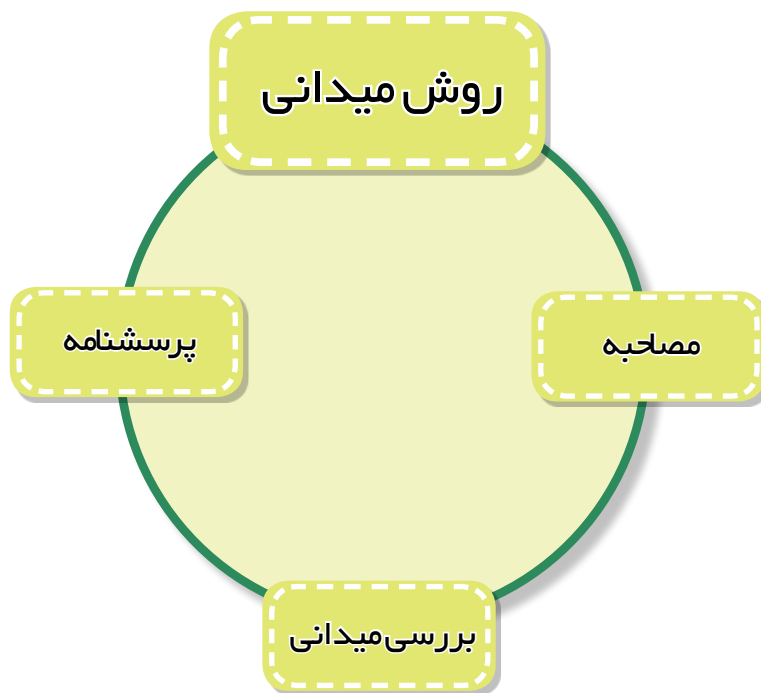 روش میدانی
مصاحبه
پرسشنامه
بررسی میدانی